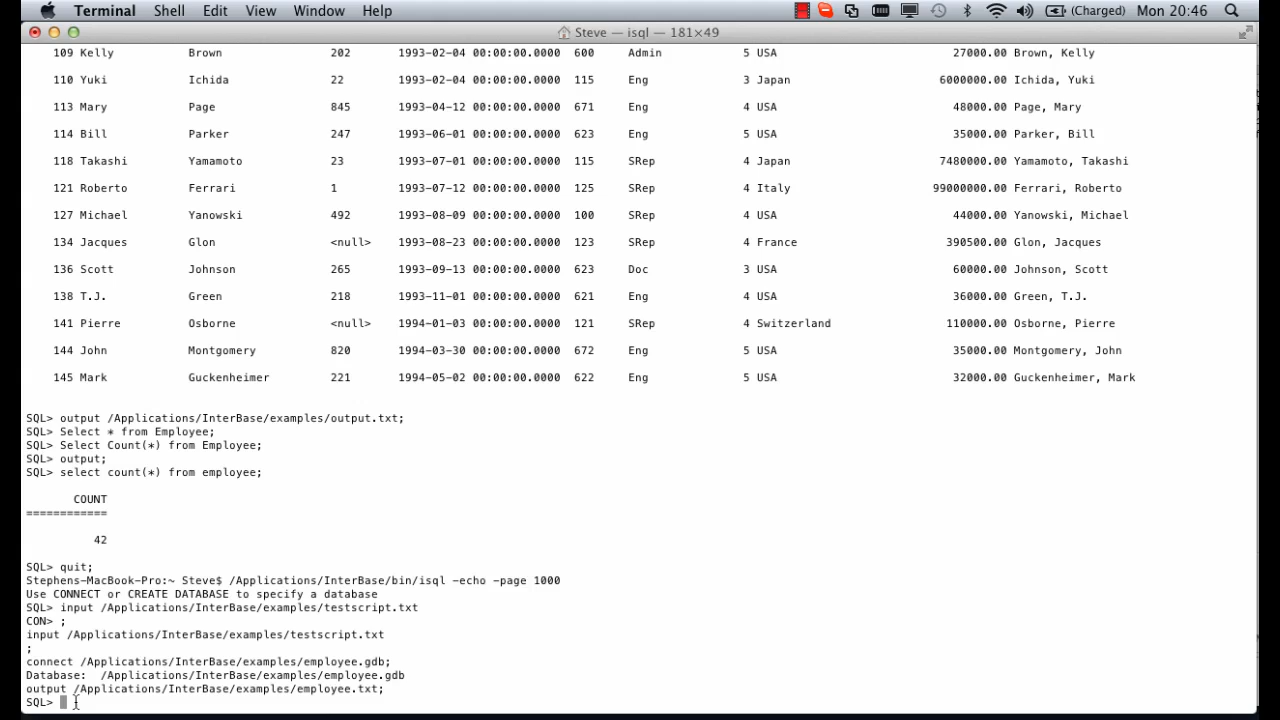 Terminal Shell Edit View Window Help (Charged) Mon 20:46
Steve — isql — 181×49
109 Kelly Brown 202 1993-02-04 00:00:00.0000 600 Admin 5 USA 27000.00 Brown, Kelly
110 Yuki Ichida 22 1993-02-04 00:00:00.0000 115 Eng 3 Japan 6000000.00 Ichida, Yuki
113 Mary Page 845 1993-04-12 00:00:00.0000 671 Eng 4 USA 48000.00 Page, Mary
114 Bill Parker 247 1993-06-01 00:00:00.0000 623 Eng 5 USA 35000.00 Parker, Bill
118 Takashi Yamamoto 23 1993-07-01 00:00:00.0000 115 SRep 4 Japan 7480000.00 Yamamoto, Takashi
121 Roberto Ferrari 1 1993-07-12 00:00:00.0000 125 SRep 4 Italy 99000000.00 Ferrari, Roberto
127 Michael Yanowski 492 1993-08-09 00:00:00.0000 100 SRep 4 USA 44000.00 Yanowski, Michael
134 Jacques Glon <null> 1993-08-23 00:00:00.0000 123 SRep 4 France 390500.00 Glon, Jacques
136 Scott Johnson 265 1993-09-13 00:00:00.0000 623 Doc 3 USA 60000.00 Johnson, Scott
138 T.J. Green 218 1993-11-01 00:00:00.0000 621 Eng 4 USA 36000.00 Green, T.J.
141 Pierre Osborne <null> 1994-01-03 00:00:00.0000 121 SRep 4 Switzerland 110000.00 Osborne, Pierre
144 John Montgomery 820 1994-03-30 00:00:00.0000 672 Eng 5 USA 35000.00 Montgomery, John
145 Mark Guckenheimer 221 1994-05-02 00:00:00.0000 622 Eng 5 USA 32000.00 Guckenheimer, Mark
SQL> output /Applications/InterBase/examples/output.txt;
SQL> Select * from Employee;
SQL> Select Count(*) from Employee;
SQL> output;
SQL> select count(*) from employee;
COUNT
============
42
SQL> quit;
Stephens-MacBook-Pro:~ Steve$ /Applications/InterBase/bin/isql -echo -page 1000
Use CONNECT or CREATE DATABASE to specify a database
SQL> input /Applications/InterBase/examples/testscript.txt
CON> ;
input /Applications/InterBase/examples/testscript.txt
;
connect /Applications/InterBase/examples/employee.gdb;
Database:  /Applications/InterBase/examples/employee.gdb
output /Applications/InterBase/examples/employee.txt;
SQL>